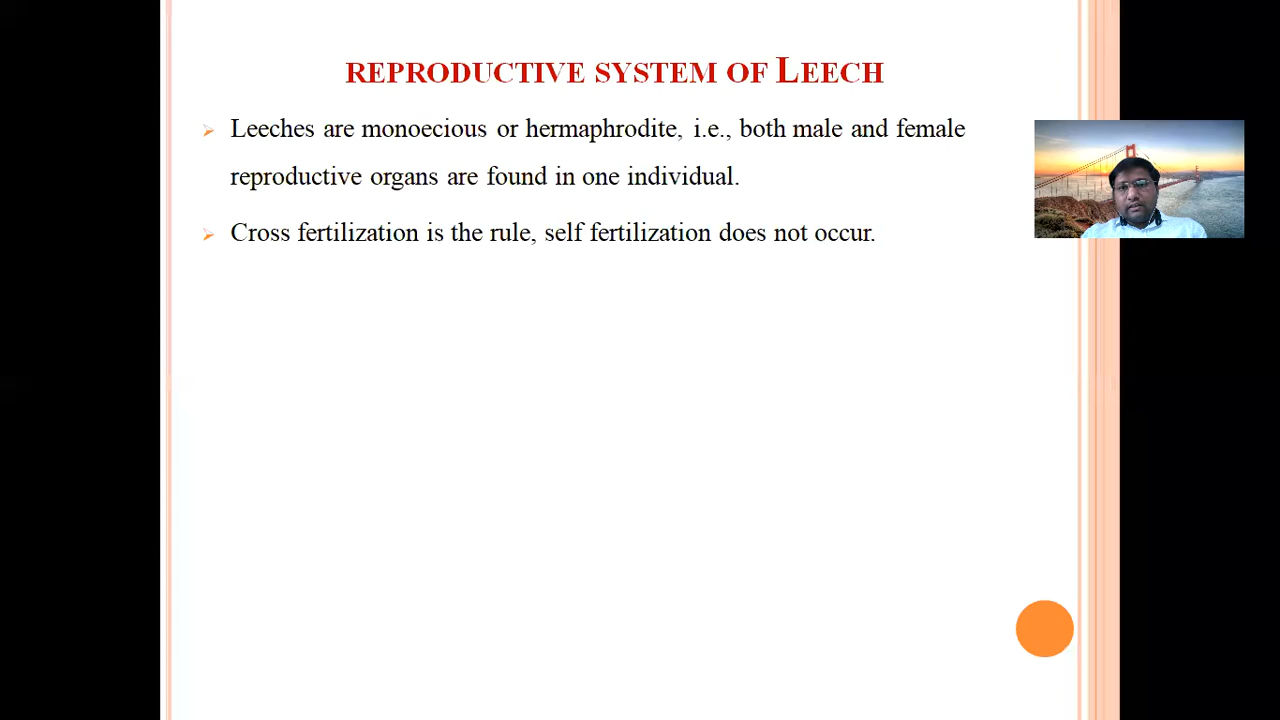 REPRODUCTIVE SYSTEM OF LEECH
Leeches are monoecious or hermaphrodite, i.e., both male and female
reproductive organs are found in one individual.
Cross fertilization is the rule, self fertilization does not occur.